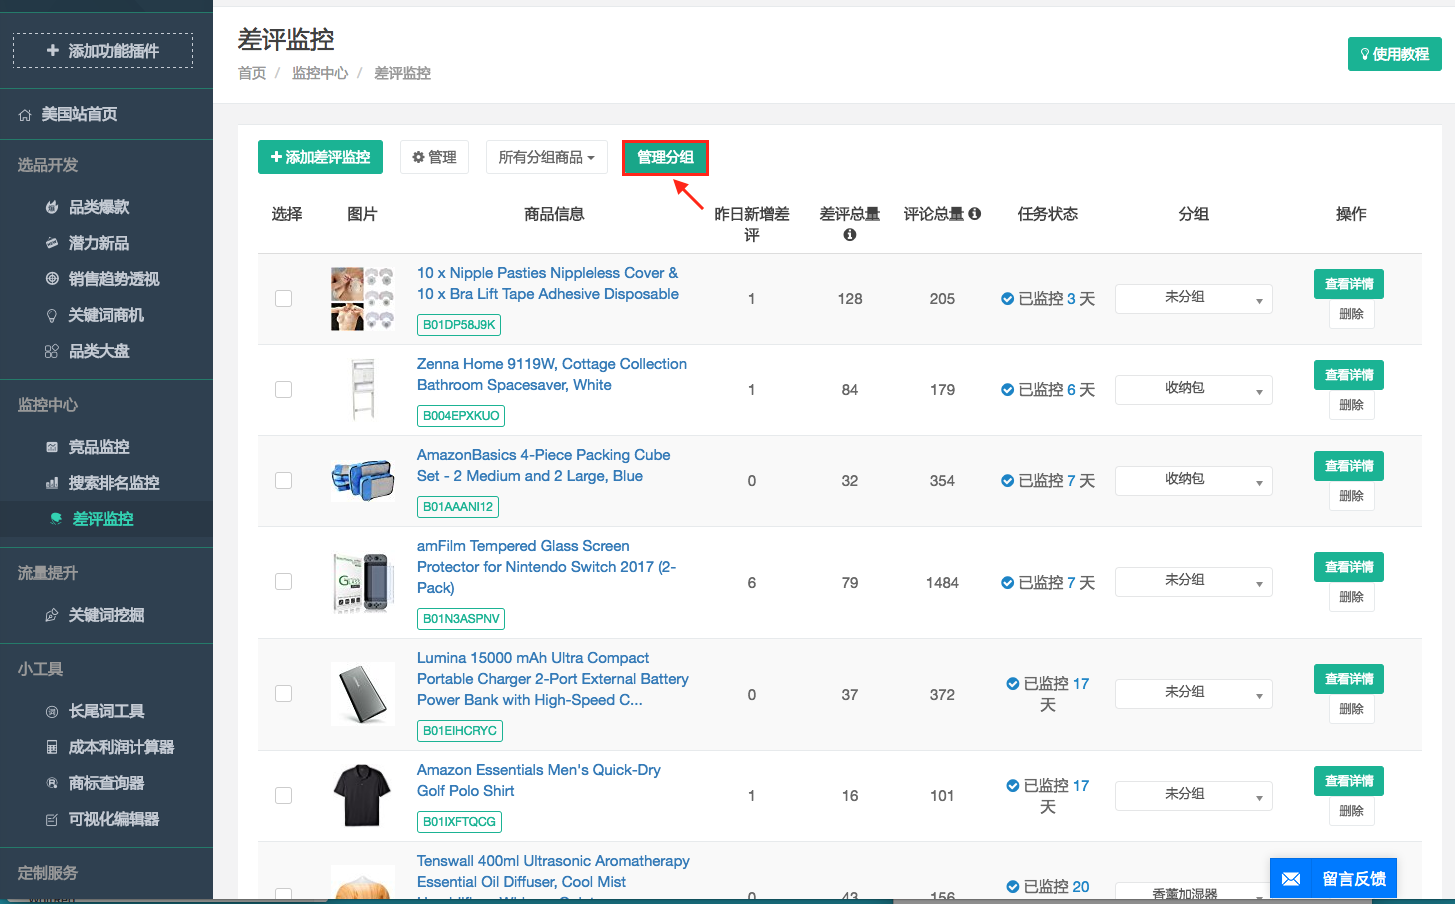 添加功能插件
美国站首页
选品开发
品类爆款
潜力新品
销售趋势透视
关键词商机
品类大盘
监控中心
竞品监控
搜索排名监控
差评监控
流量提升
关键词挖掘
小工具
长尾词工具
成本利润计算器
商标查询器
可视化编辑器
定制服务
差评监控
首页 / 监控中心 / 差评监控
使用教程
添加差评监控 管理 所有分组商品 管理分组
选择 图片 商品信息 昨日新增差评 差评总量 评论总量 任务状态 分组 操作
10 x Nipple Pasties Nippleless Cover &
10 x Bra Lift Tape Adhesive Disposable
B01DP58J9K
1 128 205 已监控 3 天 未分组 查看详情
删除
Zenna Home 9119W, Cottage Collection
Bathroom Spacesaver, White
B004EPXKUO
1 84 179 已监控 6 天 收纳包 查看详情
删除
AmazonBasics 4-Piece Packing Cube
Set - 2 Medium and 2 Large, Blue
B01AAANI12
0 32 354 已监控 7 天 收纳包 查看详情
删除
amFilm Tempered Glass Screen
Protector for Nintendo Switch 2017 (2-
Pack)
B01N3ASPNV
6 79 1484 已监控 7 天 未分组 查看详情
删除
Lumina 15000 mAh Ultra Compact
Portable Charger 2-Port External Battery
Power Bank with High-Speed C...
B01EIHCRYC
0 37 372 已监控 17 天 未分组 查看详情
删除
Amazon Essentials Men's Quick-Dry
Golf Polo Shirt
B01IXFTQCG
1 16 101 已监控 17 天 未分组 查看详情
删除
Tenswall 400ml Ultrasonic Aromatherapy
Essential Oil Diffuser, Cool Mist
0 43 156 已监控 20 香薰加湿器
留言反馈